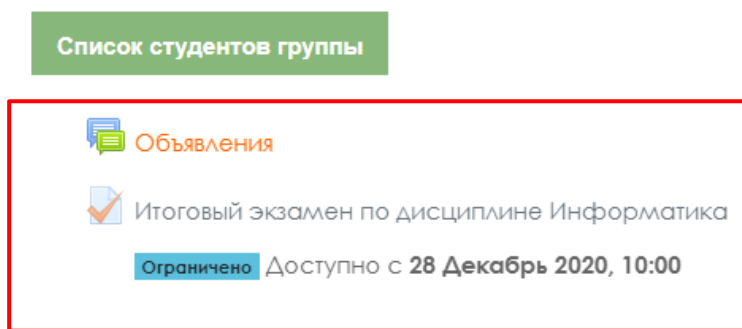 Список студентов группы
Объявления
Итоговый экзамен по дисциплине Информатика
Ограничено Доступно с 28 Декабрь 2020, 10:00